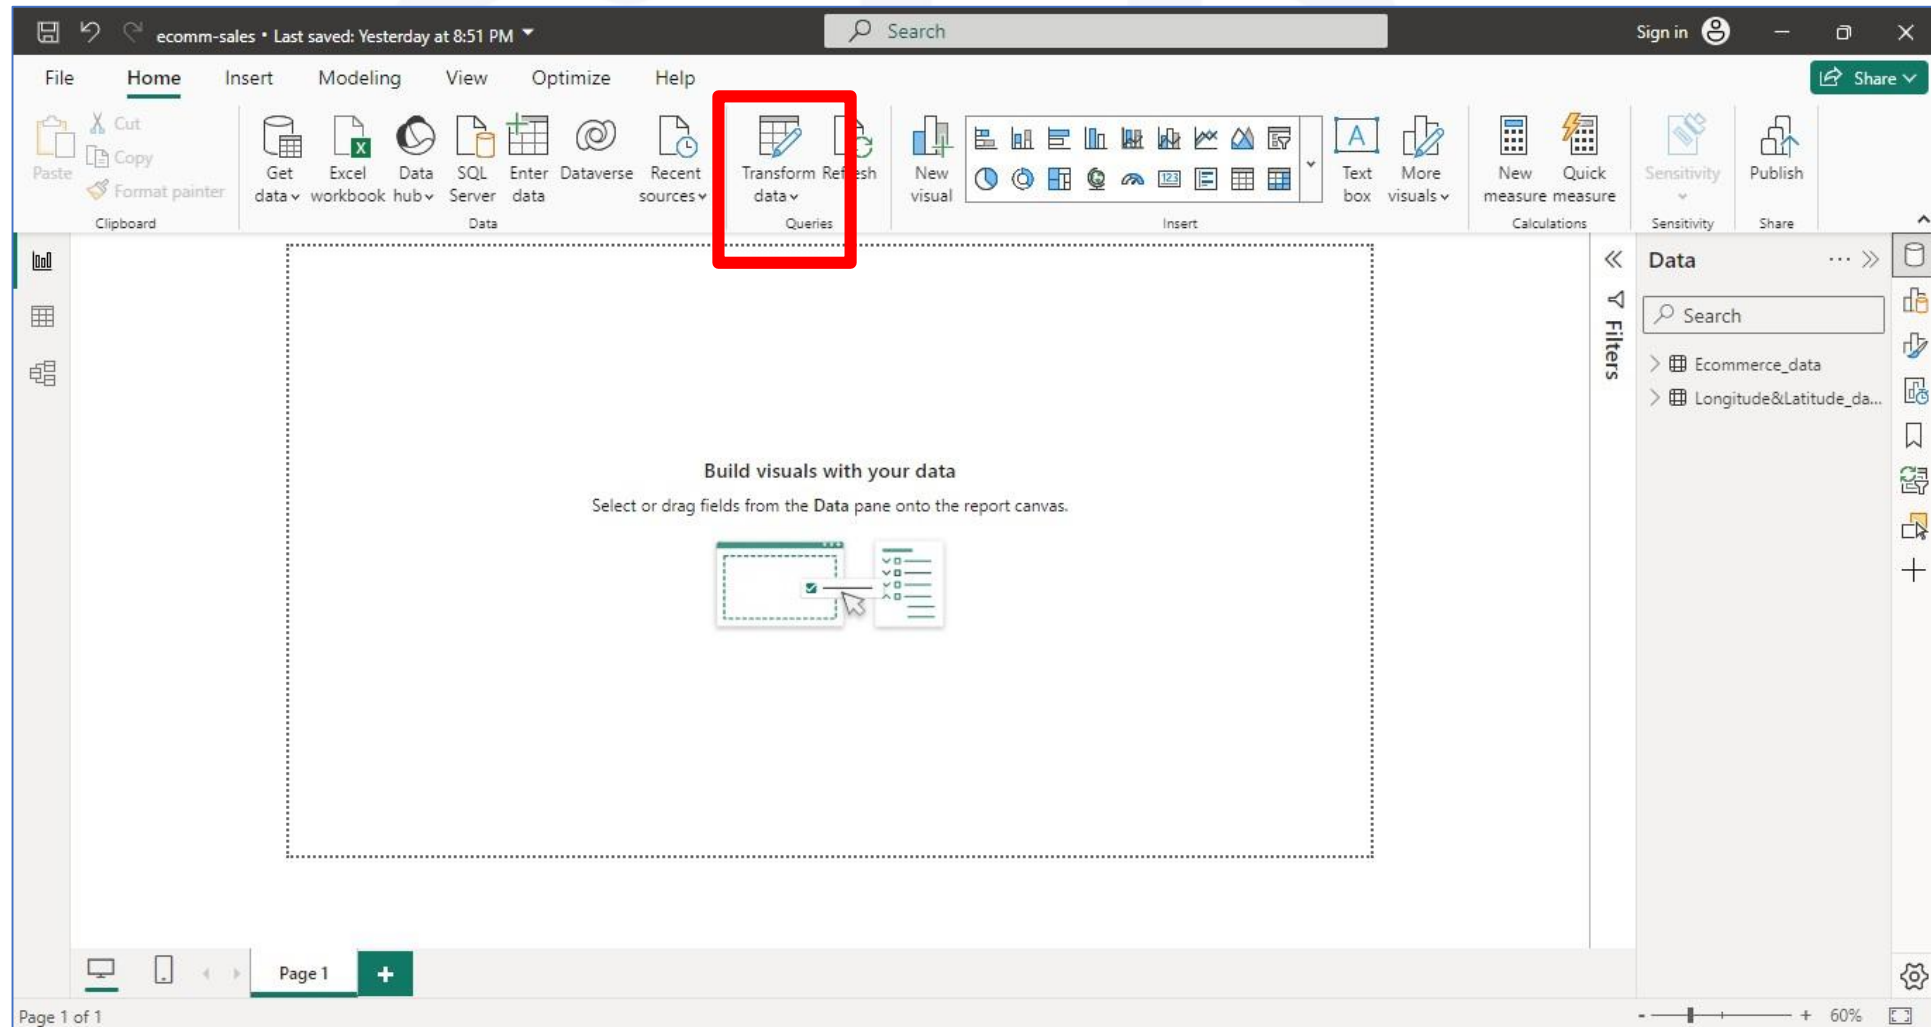 ecomm-sales • Last saved: Yesterday at 8:51 PM
Search
Sign in
File Home Insert Modeling View Optimize Help
Share
Paste
Cut
Copy
Format painter
Clipboard
Get data
Excel workbook
Data hub
SQL Server
Enter data
Dataverse
Recent sources
Data
Transform data
Queries
New visual
123
Insert
A
Text box
More visuals
New measure
Quick measure
Calculations
Sensitivity
Sensitivity
Publish
Share
Filters
Data
Search
Ecommerce_data
Longitude&Latitude_da...
Build visuals with your data
Select or drag fields from the Data pane onto the report canvas.
Page 1
Page 1 of 1
60%